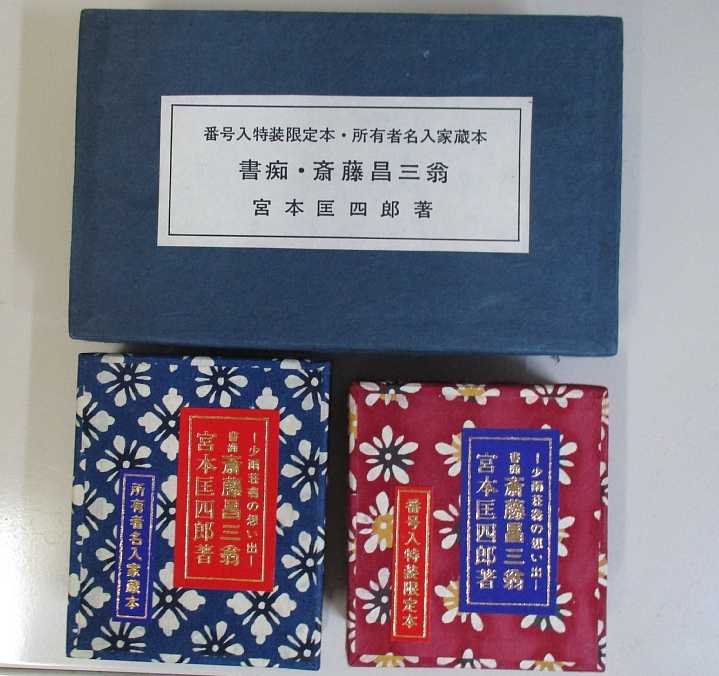 番号入特装限定本・所有者名入家蔵本
書痴・斎藤昌三翁
宮本匡四郎著
―少雨荘翁の想い出―
書痴 斎藤昌三翁
宮本匡四郎著
所有者名入家蔵本
―少雨荘翁の想い出―
書痴 斎藤昌三翁
宮本匡四郎著
番号入特装限定本